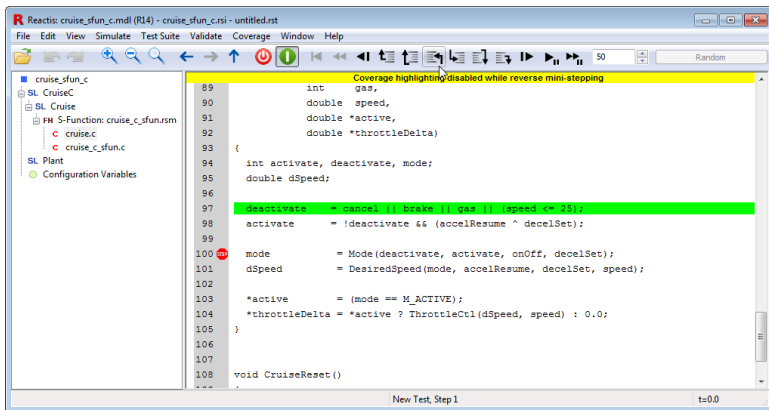 Reactis: cruise_sfun_c.mdl (R14) - cruise_sfun_c.rsi - untitled.rst
File Edit View Simulate Test Suite Validate Coverage Window Help
50 Random
cruise_sfun_c
SL CruiseC
SL Cruise
FH S-Function: cruise_c_sfun.rsm
c cruise.c
c cruise_c_sfun.c
SL Plant
Configuration Variables
Coverage highlighting disabled while reverse mini-stepping
89 int gas,
90 double speed,
91 double *active,
92 double *throttleDelta)
93 {
94 int activate, deactivate, mode;
95 double dSpeed;
96
97 deactivate = cancel || brake || gas || (speed <= 25);
98 activate = !deactivate && (accelResume ^ decelSet);
99
100 STOP mode = Mode(deactivate, activate, onOff, decelSet);
101 dSpeed = DesiredSpeed(mode, accelResume, decelSet, speed);
102
103 *active = (mode == M_ACTIVE);
104 *throttleDelta = *active ? ThrottleCtl(dSpeed, speed) : 0.0;
105 }
106
107
108 void CruiseReset()
New Test, Step 1 t=0.0